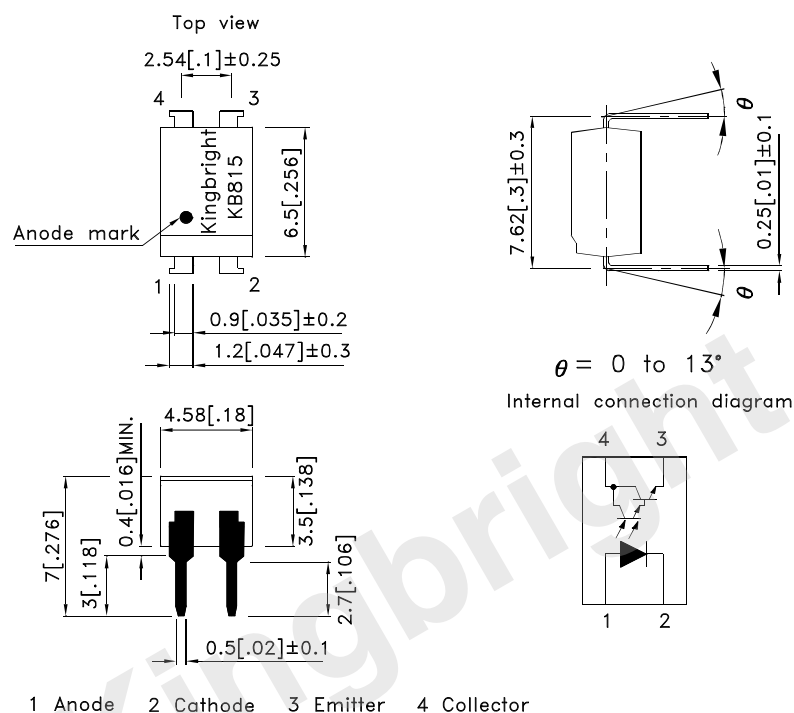 Top view
2.54[.1]±0.25
4 3
Kingbright
KB815
6.5[.256]
Anode mark
1 2
0.9[.035]±0.2
1.2[.047]±0.3
7.62[.3]±0.3
θ
0.25[.01]±0.1
θ
θ = 0 to 13°
Internal connection diagram
4 3
1 2
4.58[.18]
0.4[.016]MIN.
3.5[.138]
7[.276]
3[.118]
2.7[.106]
0.5[.02]±0.1
1 Anode 2 Cathode 3 Emitter 4 Collector
Kingbright